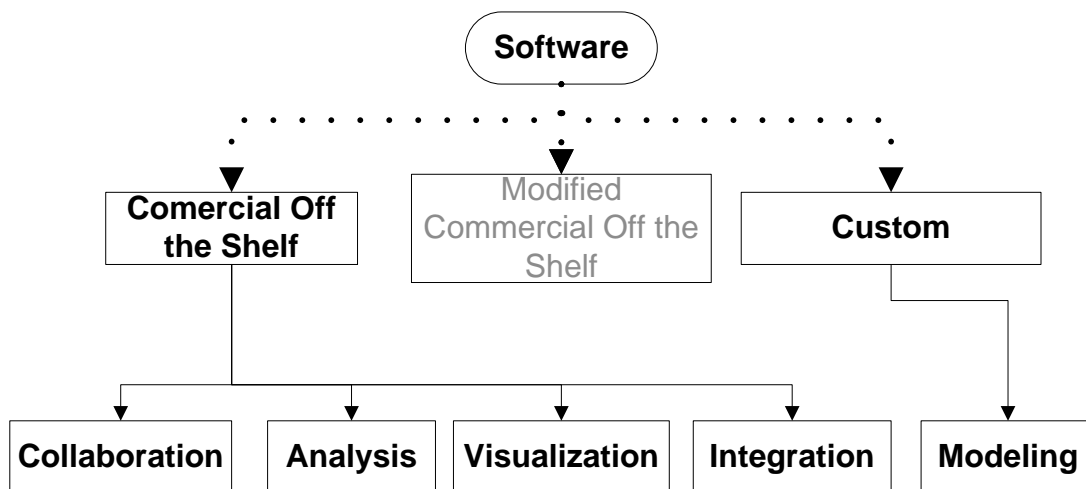 Software
Comercial Off
the Shelf
Modified
Commercial Off the
Shelf
Custom
Collaboration
Analysis
Visualization
Integration
Modeling